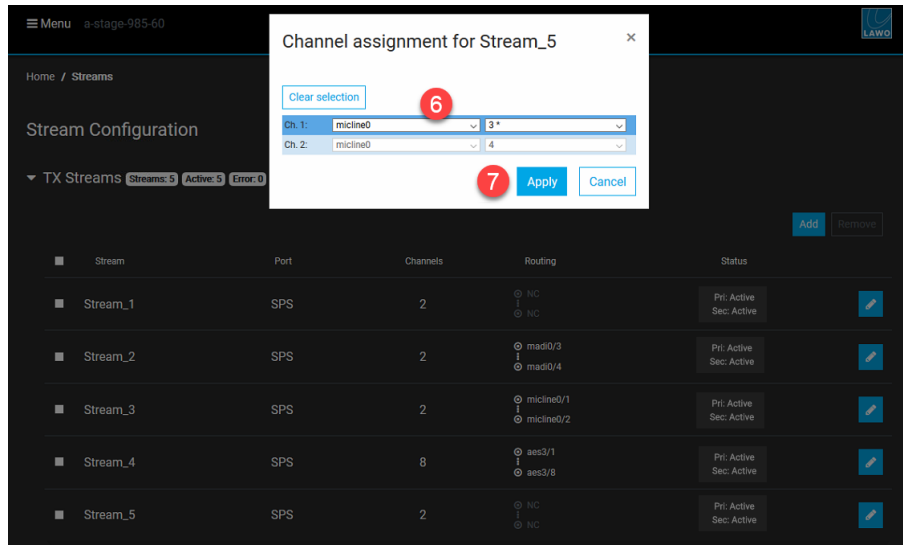 Menu a-stage-985-60
LAWO
Channel assignment for Stream_5 ×
Home / Streams
Clear selection
6
Ch. 1: micline0 3 *
Ch. 2: micline0 4
Stream Configuration
7 Apply Cancel
TX Streams Streams: 5 Active: 5 Error: 0
Add Remove
Stream Port Channels Routing Status
Stream_1 SPS 2 NC NC Pri: Active Sec: Active
Stream_2 SPS 2 madi0/3 madi0/4 Pri: Active Sec: Active
Stream_3 SPS 2 micline0/1 micline0/2 Pri: Active Sec: Active
Stream_4 SPS 8 aes3/1 aes3/8 Pri: Active Sec: Active
Stream_5 SPS 2 NC NC Pri: Active Sec: Active